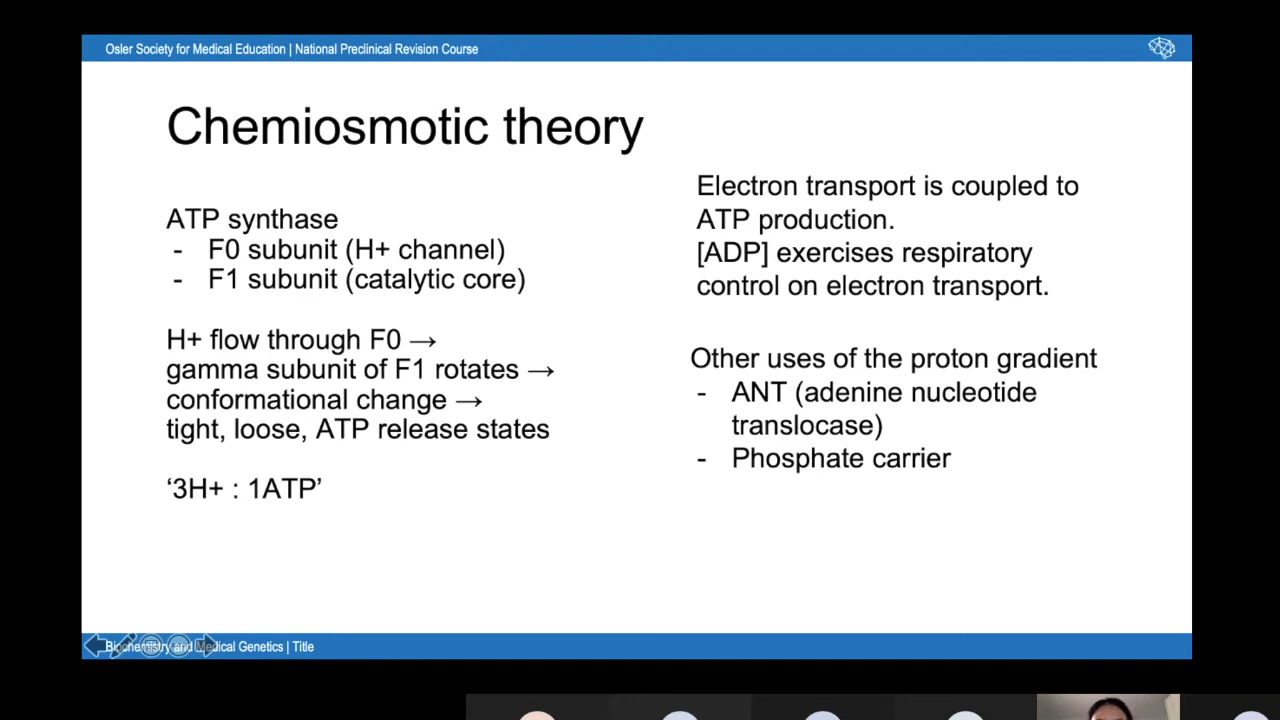 Osler Society for Medical Education | National Preclinical Revision Course
Chemiosmotic theory
ATP synthase
- F0 subunit (H+ channel)
- F1 subunit (catalytic core)
H+ flow through F0 →
gamma subunit of F1 rotates →
conformational change →
tight, loose, ATP release states
‘3H+ : 1ATP’
Electron transport is coupled to
ATP production.
[ADP] exercises respiratory
control on electron transport.
Other uses of the proton gradient
- ANT (adenine nucleotide
translocase)
- Phosphate carrier
Biochemistry and Medical Genetics | Title